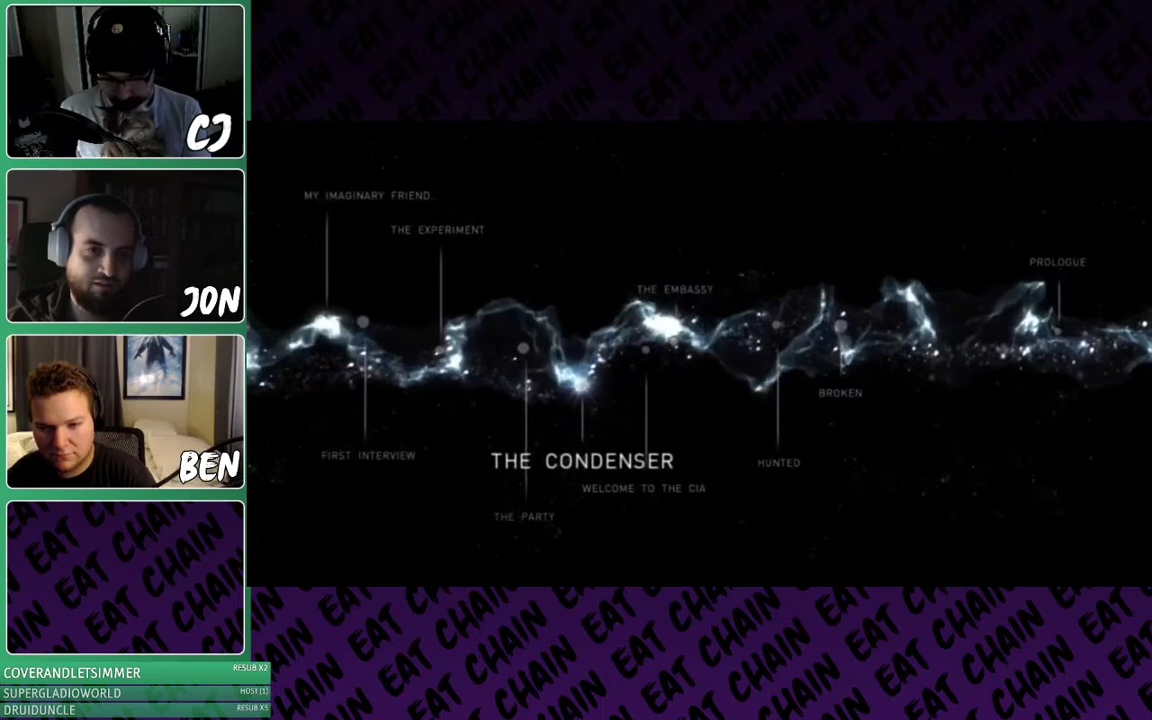 CJ
JON
BEN
MY IMAGINARY FRIEND...
THE EXPERIMENT
THE EMBASSY
PROLOGUE
BROKEN
FIRST INTERVIEW
THE CONDENSER
HUNTED
WELCOME TO THE CIA
THE PARTY
EAT CHAIN
COVERANDLETSIMMER RESUB X2
SUPERGLADIOWORLD HOST (1)
DRUIDUNCLE RESUB X5